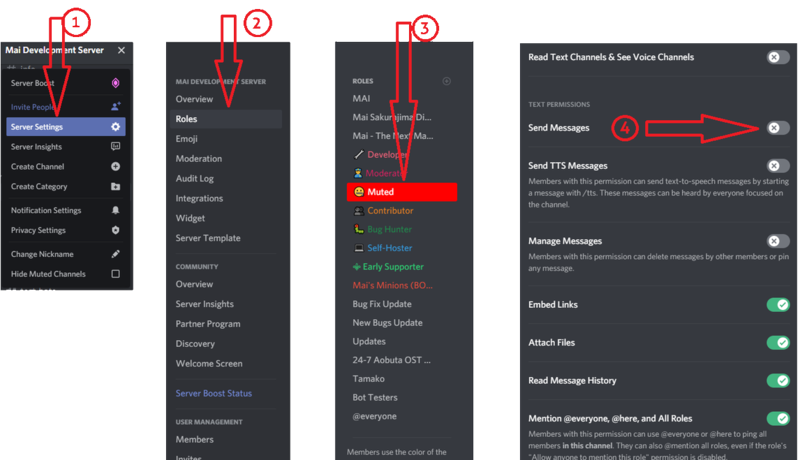 1
Mai Development Server
Server Boost
Invite People
Server Settings
Server Insights
Create Channel
Create Category
Notification Settings
Privacy Settings
Change Nickname
Hide Muted Channels
2
MAI DEVELOPMENT SERVER
Overview
Roles
Emoji
Moderation
Audit Log
Integrations
Widget
Server Template
COMMUNITY
Overview
Server Insights
Partner Program
Discovery
Welcome Screen
Server Boost Status
USER MANAGEMENT
Members
Invites
3
ROLES
MAI
Mai Sakurajima Di...
Mai - The Next Ma...
Developer
Moderator
Muted
Contributor
Bug Hunter
Self-Hoster
Early Supporter
Mai's Minions (BO...
Bug Fix Update
New Bugs Update
Updates
24-7 Aobuta OST ...
Tamako
Bot Testers
@everyone
Members use the color of the
Read Text Channels & See Voice Channels
TEXT PERMISSIONS
Send Messages
4
Send TTS Messages
Members with this permission can send text-to-speech messages by starting
a message with /tts. These messages can be heard by everyone focused on
the channel.
Manage Messages
Members with this permission can delete messages by other members or pin
any message.
Embed Links
Attach Files
Read Message History
Mention @everyone, @here, and All Roles
Members with this permission can use @everyone or @here to ping all
members in this channel. They can also @mention all roles, even if the role's
"Allow anyone to mention this role" permission is disabled.